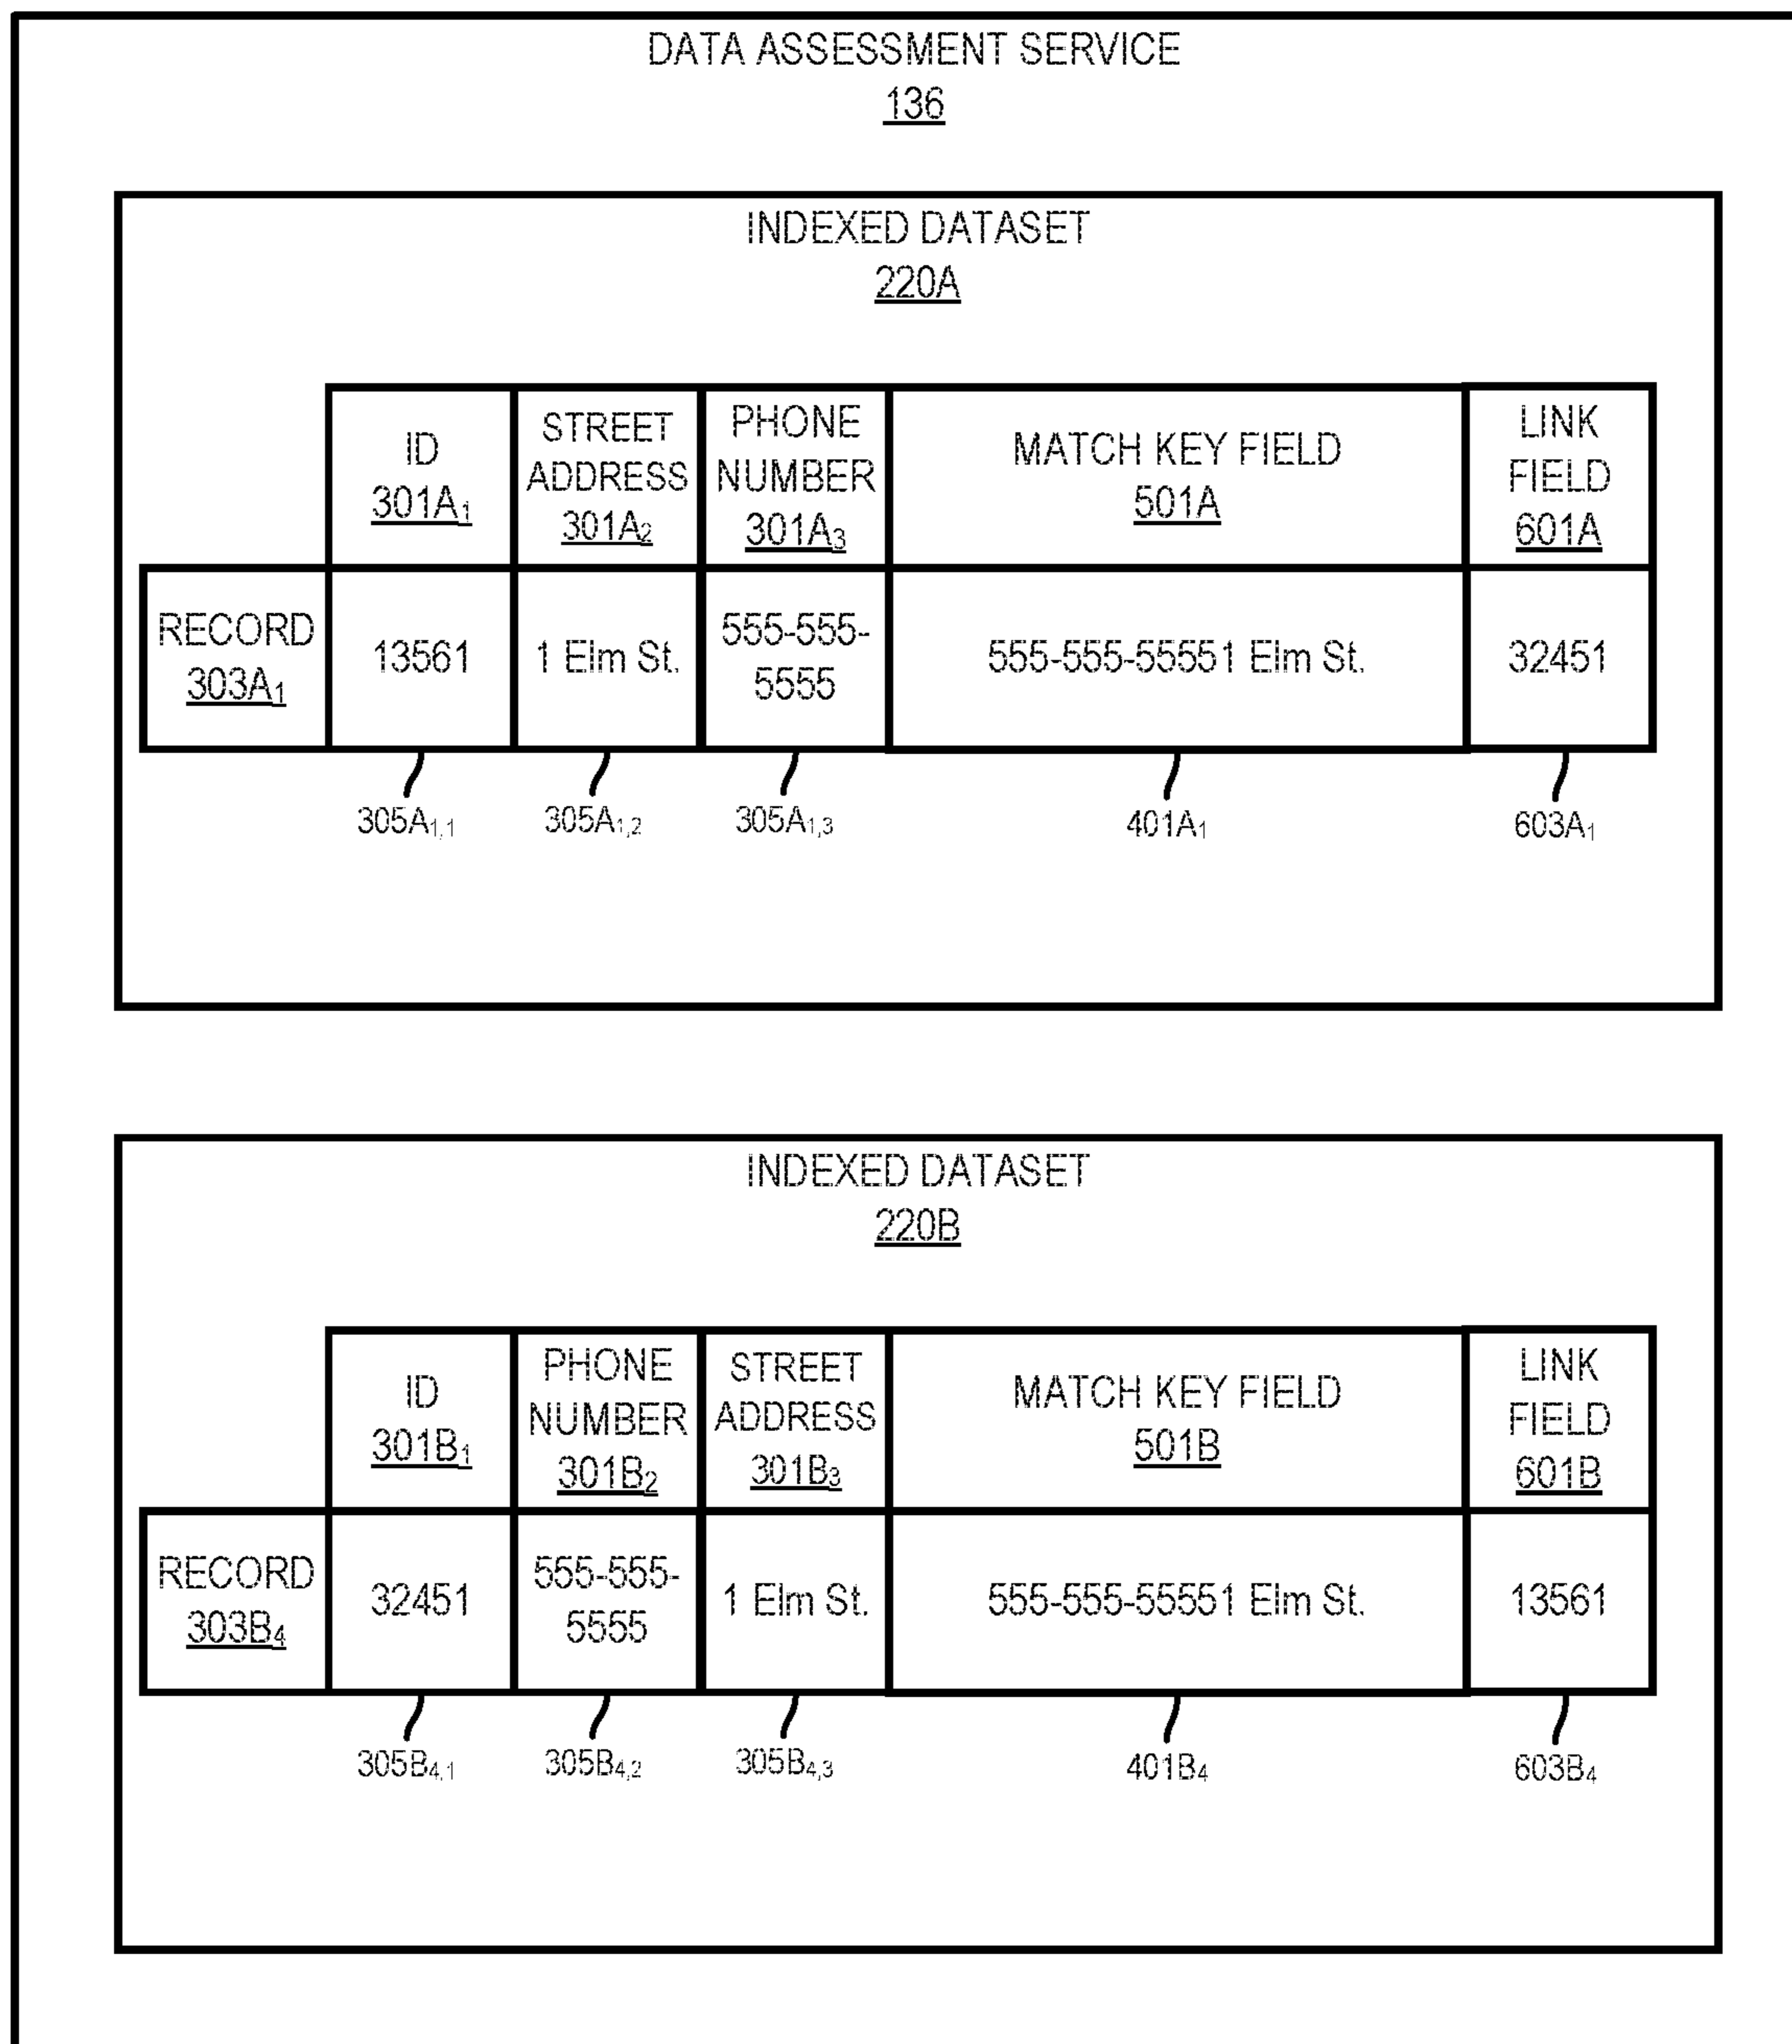 DATA ASSESSMENT SERVICE
136
INDEXED DATASET
220A
ID
301A₁
STREET
ADDRESS
301A₂
PHONE
NUMBER
301A₃
MATCH KEY FIELD
501A
LINK
FIELD
601A
RECORD
303A₁
13561
1 Elm St.
555-555-
5555
555-555-55551 Elm St.
32451
305A₁,₁
305A₁,₂
305A₁,₃
401A₁
603A₁
INDEXED DATASET
220B
ID
301B₁
PHONE
NUMBER
301B₂
STREET
ADDRESS
301B₃
MATCH KEY FIELD
501B
LINK
FIELD
601B
RECORD
303B₄
32451
555-555-
5555
1 Elm St.
555-555-55551 Elm St.
13561
305B₄,₁
305B₄,₂
305B₄,₃
401B₄
603B₄